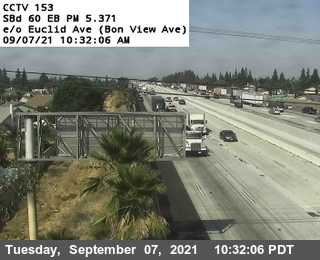 CCTV 153
SBd 60 EB PM 5.371
e/o Euclid Ave (Bon View Ave)
09/07/21 10:32:06 AM
Tuesday, September 07, 2021 10:32:06 PDT